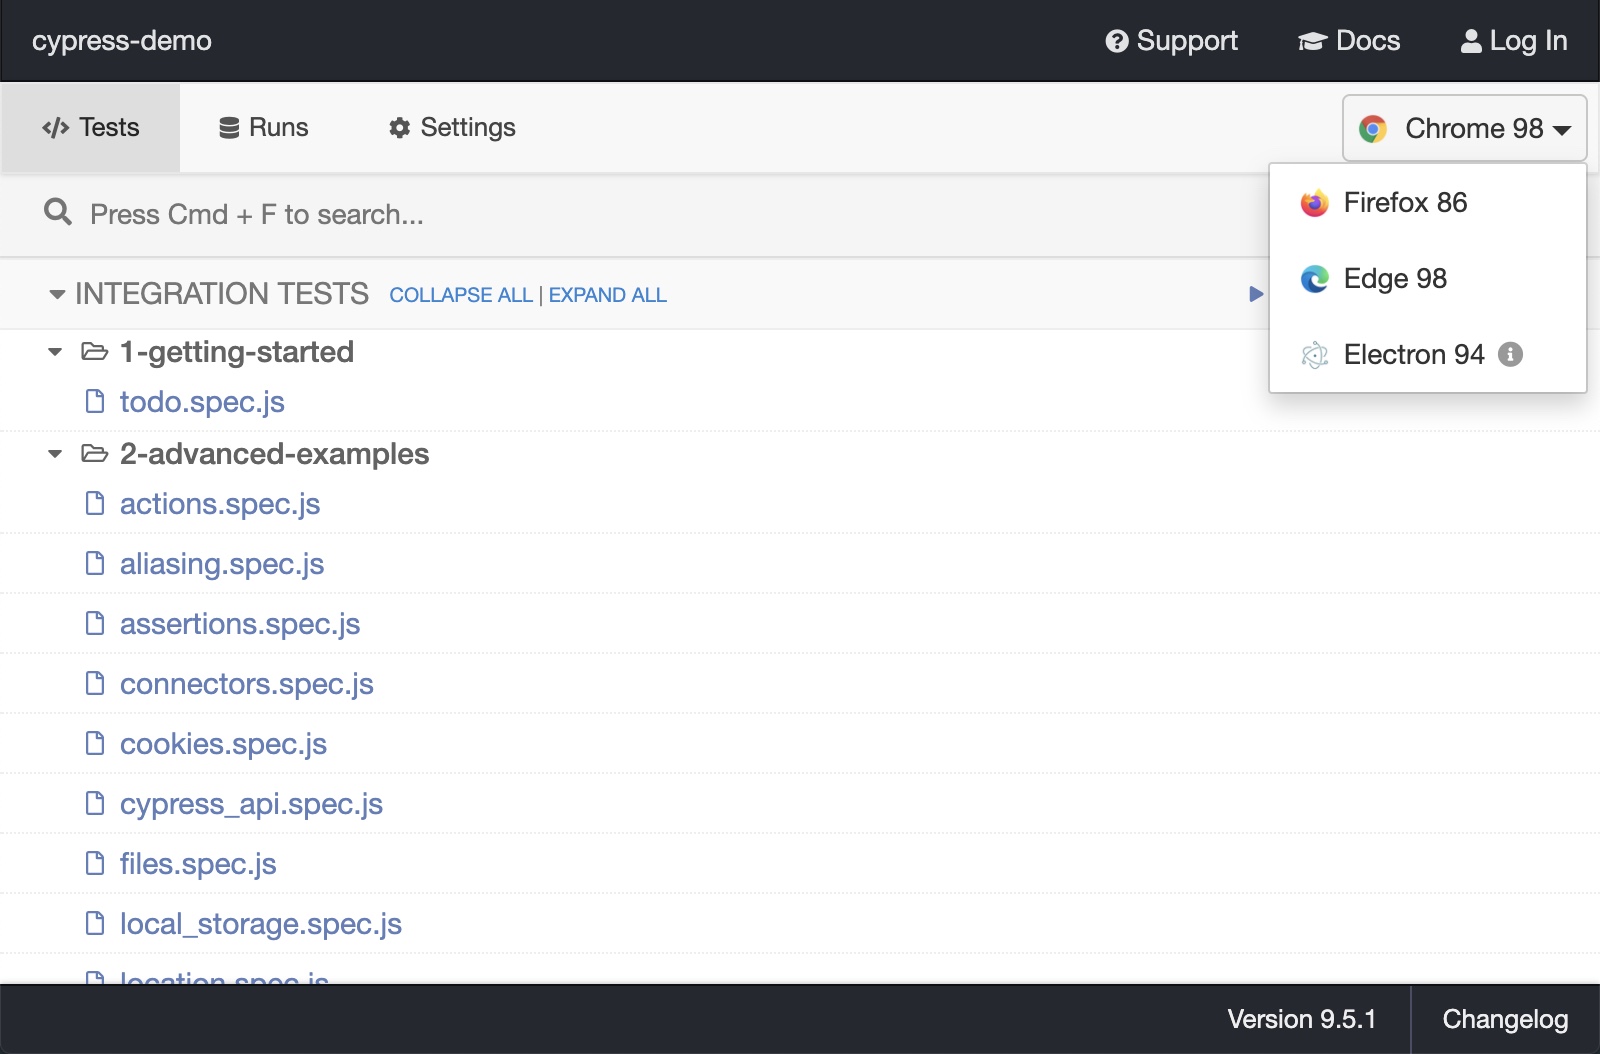 cypress-demo
Support
Docs
Log In
Tests
Runs
Settings
Chrome 98
Press Cmd + F to search...
Firefox 86
Edge 98
Electron 94
INTEGRATION TESTS COLLAPSE ALL | EXPAND ALL
1-getting-started
todo.spec.js
2-advanced-examples
actions.spec.js
aliasing.spec.js
assertions.spec.js
connectors.spec.js
cookies.spec.js
cypress_api.spec.js
files.spec.js
local_storage.spec.js
location.spec.js
Version 9.5.1
Changelog